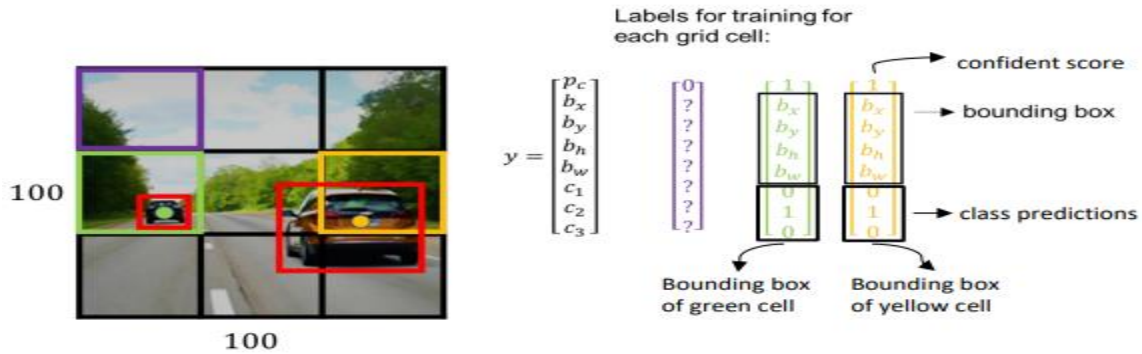 Labels for training for
each grid cell:
100
100
y =
p_c
b_x
b_y
b_h
b_w
c_1
c_2
c_3
0
?
?
?
?
?
?
?
1
b_x
b_y
b_h
b_w
0
1
0
1
b_x
b_y
b_h
b_w
0
1
0
confident score
bounding box
class predictions
Bounding box
of green cell
Bounding box
of yellow cell